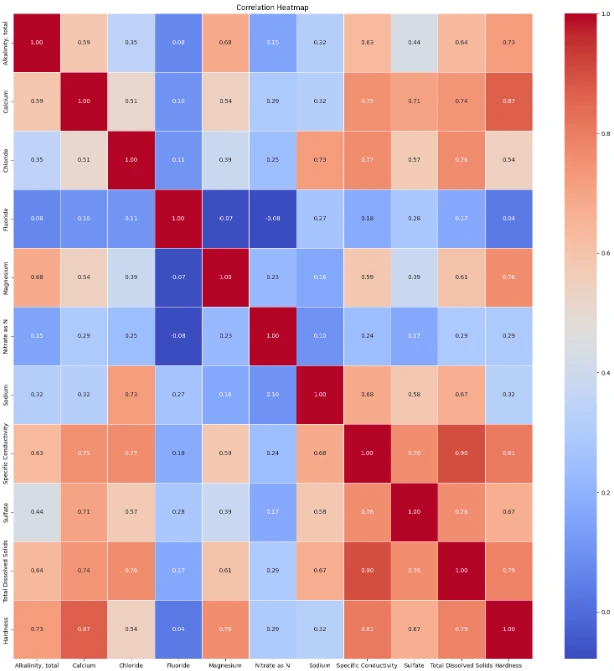 Correlation Heatmap
Alkalinity, total 1.00 0.59 0.35 0.08 0.68 0.15 0.32 0.63 0.44 0.64 0.73
Calcium 0.59 1.00 0.51 0.10 0.54 0.29 0.32 0.75 0.71 0.74 0.87
Chloride 0.35 0.51 1.00 0.11 0.39 0.25 0.73 0.77 0.57 0.76 0.54
Fluoride 0.08 0.10 0.11 1.00 -0.07 -0.08 0.27 0.18 0.28 0.17 0.04
Magnesium 0.68 0.54 0.39 -0.07 1.00 0.23 0.16 0.59 0.39 0.61 0.76
Nitrate as N 0.15 0.29 0.25 -0.08 0.23 1.00 0.10 0.24 0.17 0.29 0.29
Sodium 0.32 0.32 0.73 0.27 0.16 0.10 1.00 0.68 0.58 0.67 0.32
Specific Conductivity 0.63 0.75 0.77 0.18 0.59 0.24 0.68 1.00 0.76 0.90 0.81
Sulfate 0.44 0.71 0.57 0.28 0.39 0.17 0.58 0.76 1.00 0.76 0.67
Total Dissolved Solids 0.64 0.74 0.76 0.17 0.61 0.29 0.67 0.90 0.76 1.00 0.79
Hardness 0.73 0.87 0.54 0.04 0.76 0.29 0.32 0.81 0.67 0.79 1.00
Alkalinity, total Calcium Chloride Fluoride Magnesium Nitrate as N Sodium Specific Conductivity Sulfate Total Dissolved Solids Hardness
1.0
0.8
0.6
0.4
0.2
0.0